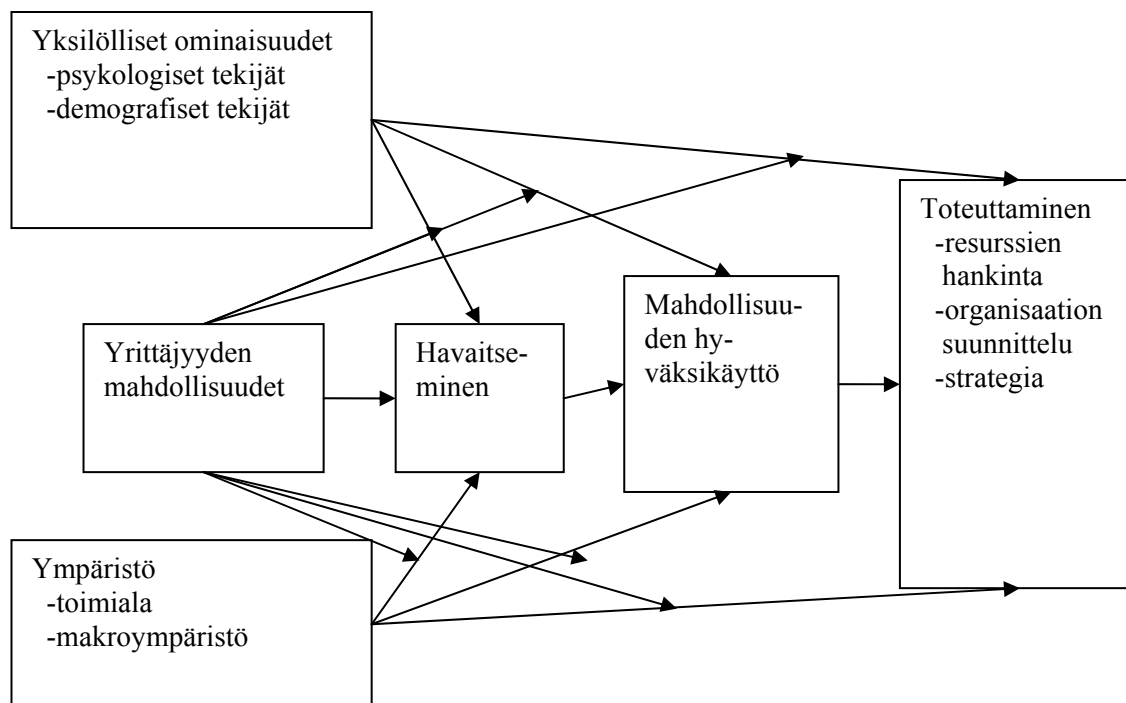 Yksilölliset ominaisuudet
-psykologiset tekijät
-demografiset tekijät
Yrittäjyyden
mahdollisuudet
Havaitse-
minen
Mahdollisuu-
den hy-
väksikäyttö
Toteuttaminen
-resurssien
hankinta
-organisaation
suunnittelu
-strategia
Ympäristö
-toimiala
-makroympäristö